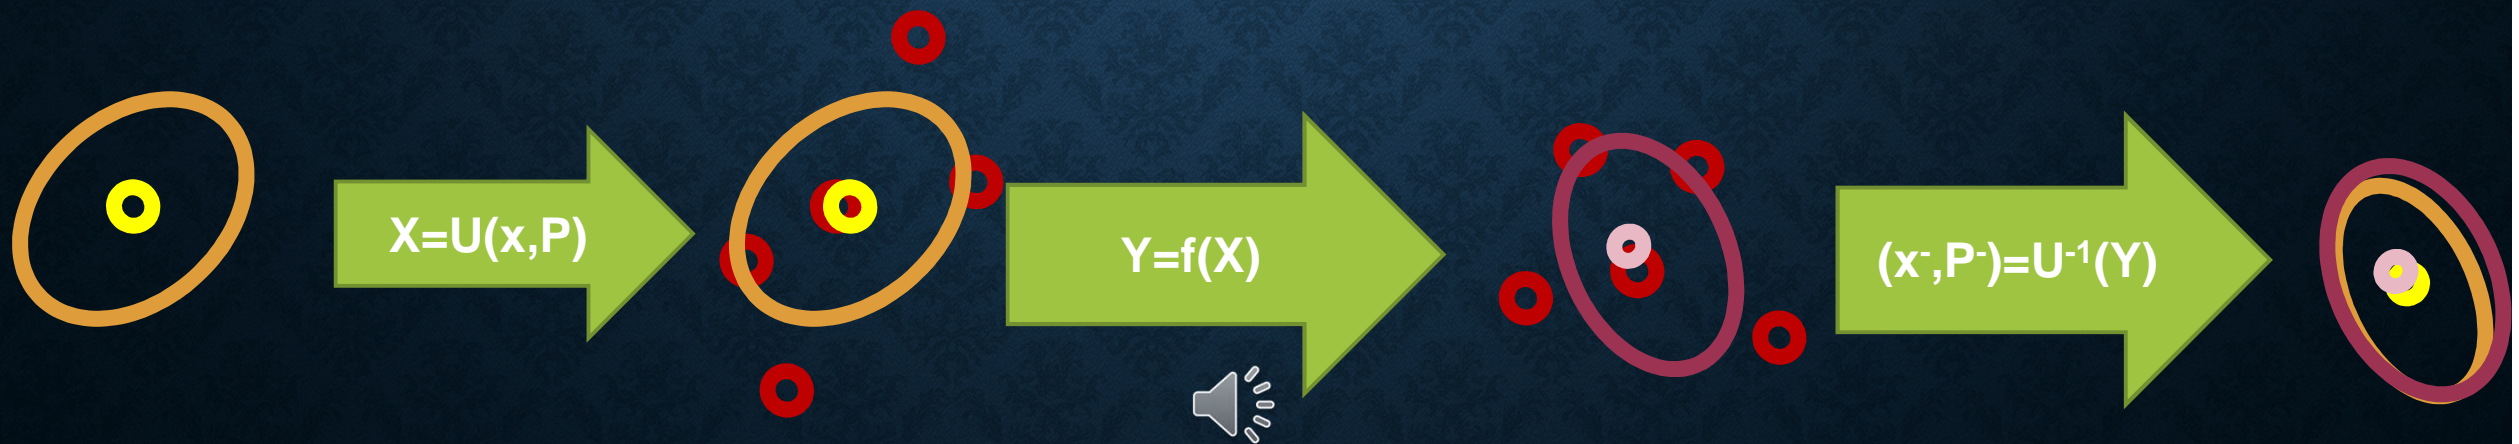 X=U(x,P)
Y=f(X)
(x⁻,P⁻)=U⁻¹(Y)